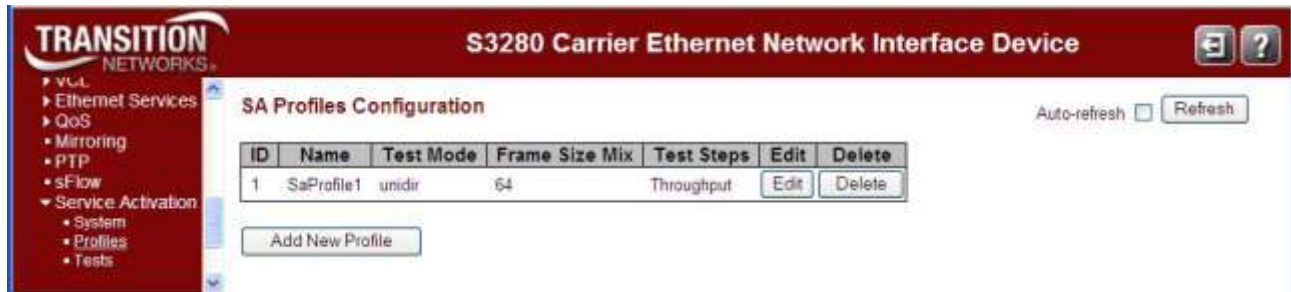 TRANSITION
NETWORKS®
S3280 Carrier Ethernet Network Interface Device
?
VCL
Ethernet Services
QoS
Mirroring
PTP
sFlow
Service Activation
System
Profiles
Tests
SA Profiles Configuration
Auto-refresh Refresh
ID Name Test Mode Frame Size Mix Test Steps Edit Delete
1 SaProfile1 unidir 64 Throughput Edit Delete
Add New Profile